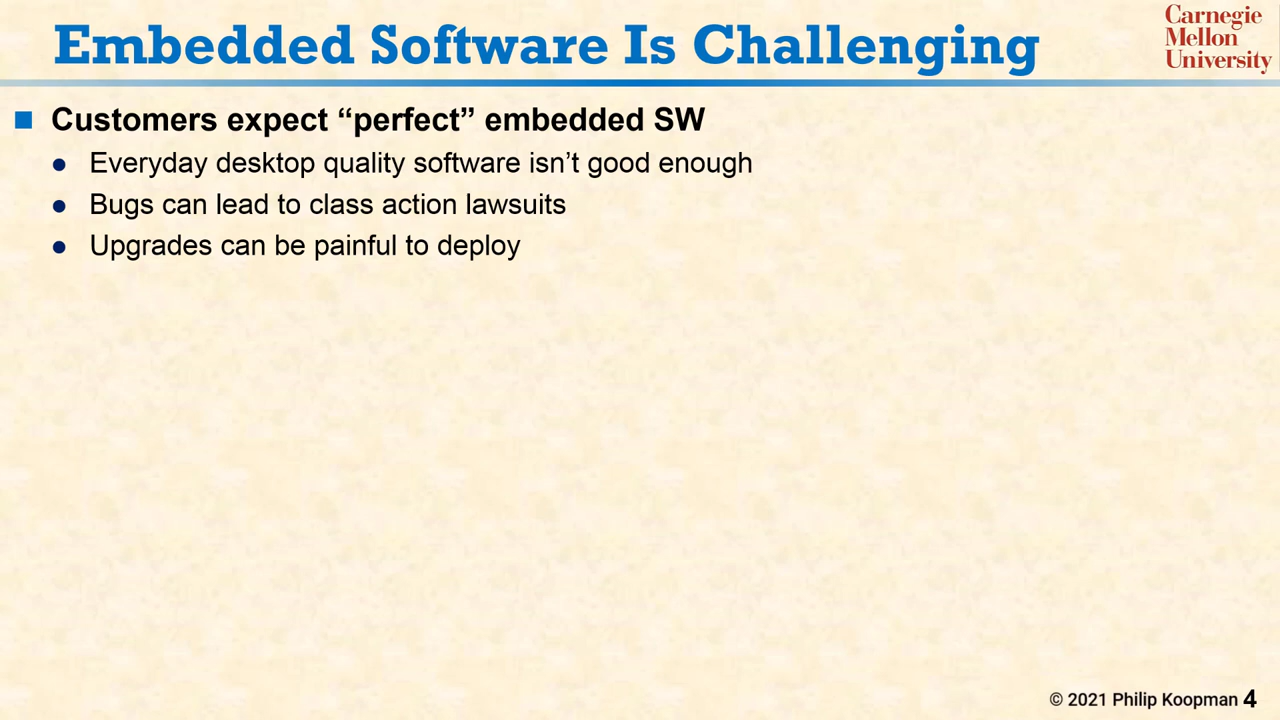 Embedded Software Is Challenging
Carnegie
Mellon
University
Customers expect “perfect” embedded SW
Everyday desktop quality software isn’t good enough
Bugs can lead to class action lawsuits
Upgrades can be painful to deploy
© 2021 Philip Koopman 4